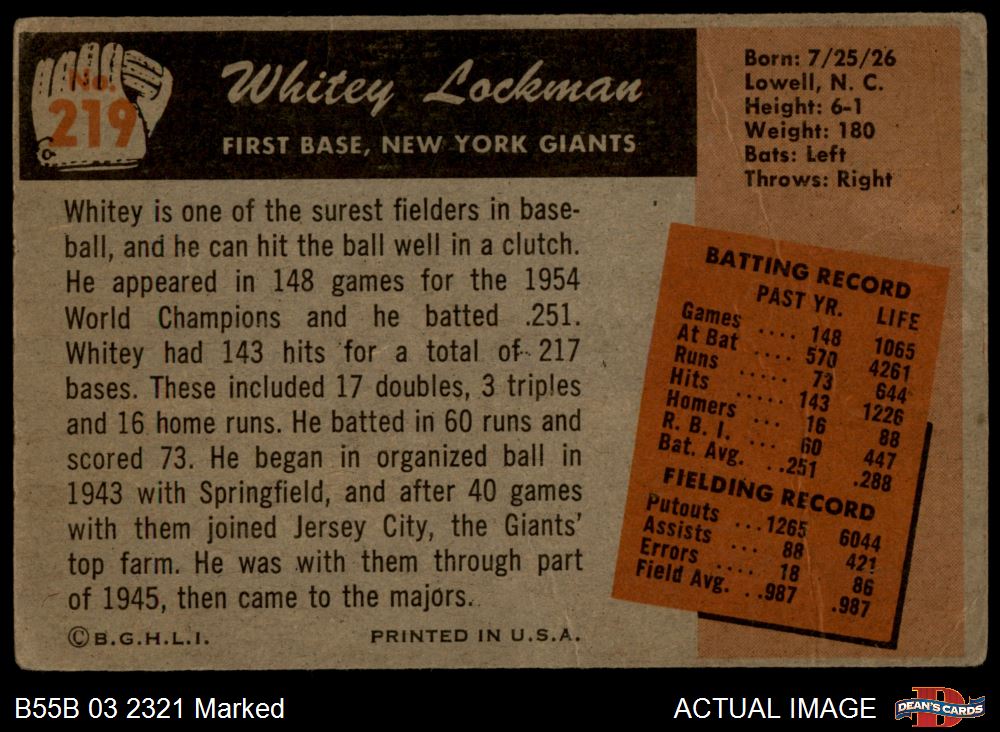 No.
219
Whitey Lockman
FIRST BASE, NEW YORK GIANTS
Born: 7/25/26
Lowell, N. C.
Height: 6-1
Weight: 180
Bats: Left
Throws: Right
Whitey is one of the surest fielders in base-
ball, and he can hit the ball well in a clutch.
He appeared in 148 games for the 1954
World Champions and he batted .251.
Whitey had 143 hits for a total of 217
bases. These included 17 doubles, 3 triples
and 16 home runs. He batted in 60 runs and
scored 73. He began in organized ball in
1943 with Springfield, and after 40 games
with them joined Jersey City, the Giants'
top farm. He was with them through part
of 1945, then came to the majors.
©B.G.H.L.I. PRINTED IN U.S.A.
BATTING RECORD
PAST YR. LIFE
Games .... 148 1065
At Bat .... 570 4261
Runs ..... 73 644
Hits ..... 143 1226
Homers ... 16 88
R. B. I. ... 60 447
Bat. Avg. ..251 .288
FIELDING RECORD
Putouts ...1265 6044
Assists ... 88 421
Errors .... 18 86
Field Avg. ..987 .987
B55B 03 2321 Marked
ACTUAL IMAGE
D
DEAN'S CARDS